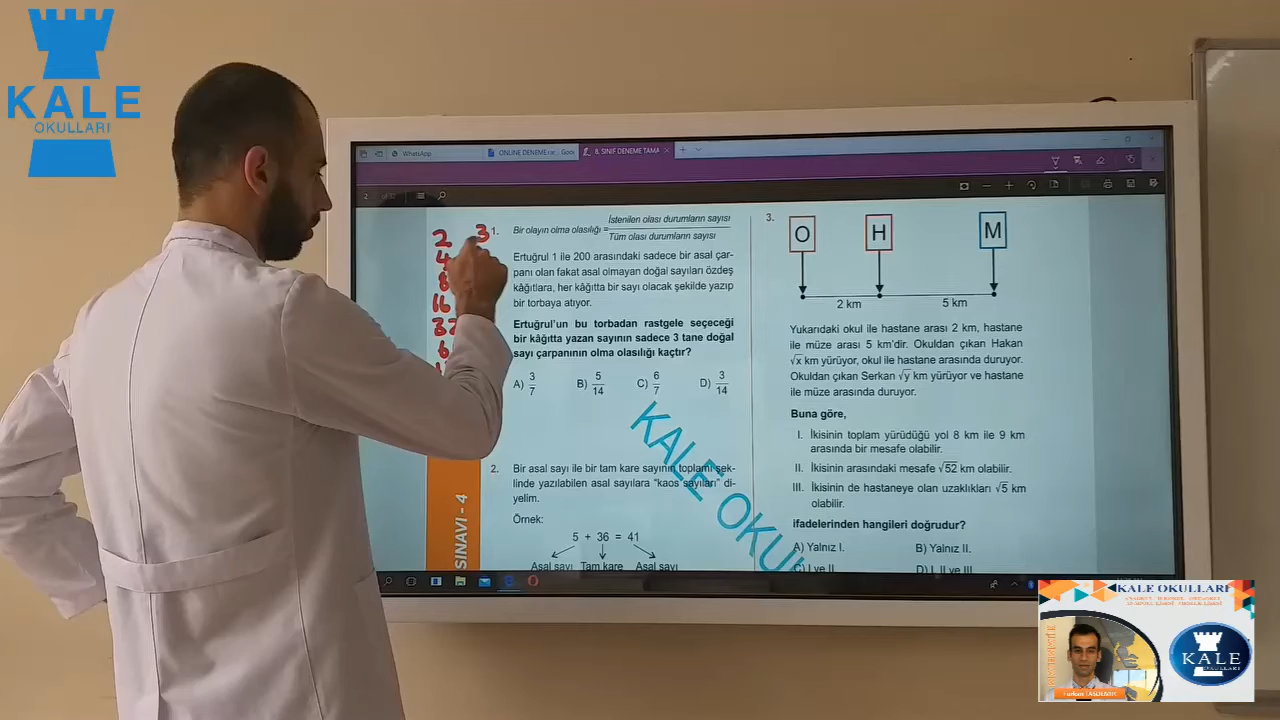 KALE
OKULLARI
WhatsApp
8. SINIF DENEME TAMA
2
2 3
4
8
16
32
1. Bir olayın olma olasılığı = İstenilen olası durumların sayısı
Tüm olası durumların sayısı
Ertuğrul 1 ile 200 arasındaki sadece bir asal çar-
panı olan fakat asal olmayan doğal sayıları özdeş
kâğıtlara, her kâğıtta bir sayı olacak şekilde yazıp
bir torbaya atıyor.
Ertuğrul'un bu torbadan rastgele seçeceği
bir kâğıtta yazan sayının sadece 3 tane doğal
sayı çarpanının olma olasılığı kaçtır?
A) 3/7 B) 5/14 C) 6/7 D) 3/14
2. Bir asal sayı ile bir tam kare sayının toplamı şek-
linde yazılabilen asal sayılara "kaos sayıları" di-
yelim.
Örnek:
5 + 36 = 41
Asal sayı Tam kare Asal sayı
SINAVI - 4
KALE OKUL
3.
O H M
2 km 5 km
Yukarıdaki okul ile hastane arası 2 km, hastane
ile müze arası 5 km'dir. Okuldan çıkan Hakan
√x km yürüyor, okul ile hastane arasında duruyor.
Okuldan çıkan Serkan √y km yürüyor ve hastane
ile müze arasında duruyor.
Buna göre,
I. İkisinin toplam yürüdüğü yol 8 km ile 9 km
arasında bir mesafe olabilir.
II. İkisinin arasındaki mesafe √52 km olabilir.
III. İkisinin de hastaneye olan uzaklıkları √5 km
olabilir.
ifadelerinden hangileri doğrudur?
A) Yalnız I. B) Yalnız II.
C) I ve II D) I, II ve III
KALE OKULLARI
KALE
OKULLARI